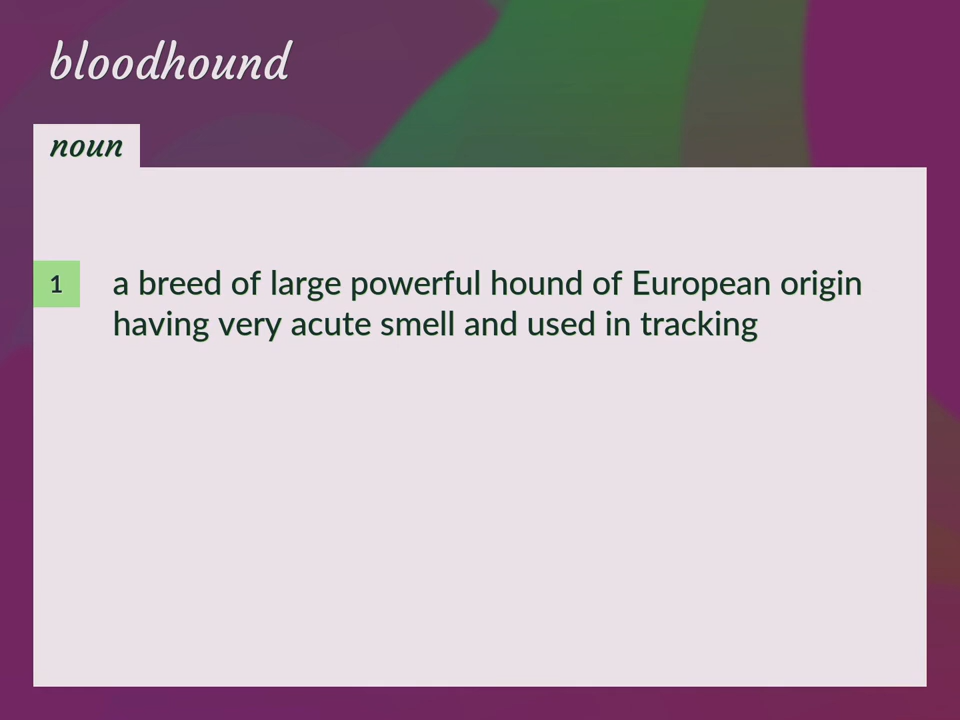 bloodhound
noun
1
a breed of large powerful hound of European origin
having very acute smell and used in tracking